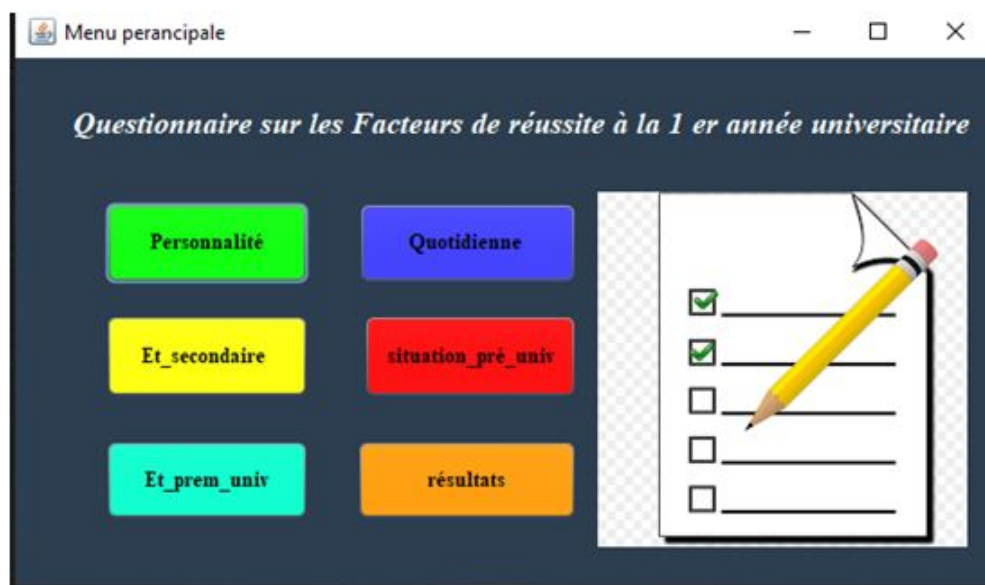 Menu perancipale
Questionnaire sur les Facteurs de réussite à la 1 er année universitaire
Personnalité
Quotidienne
Et_secondaire
situation_pré_univ
Et_prem_univ
résultats